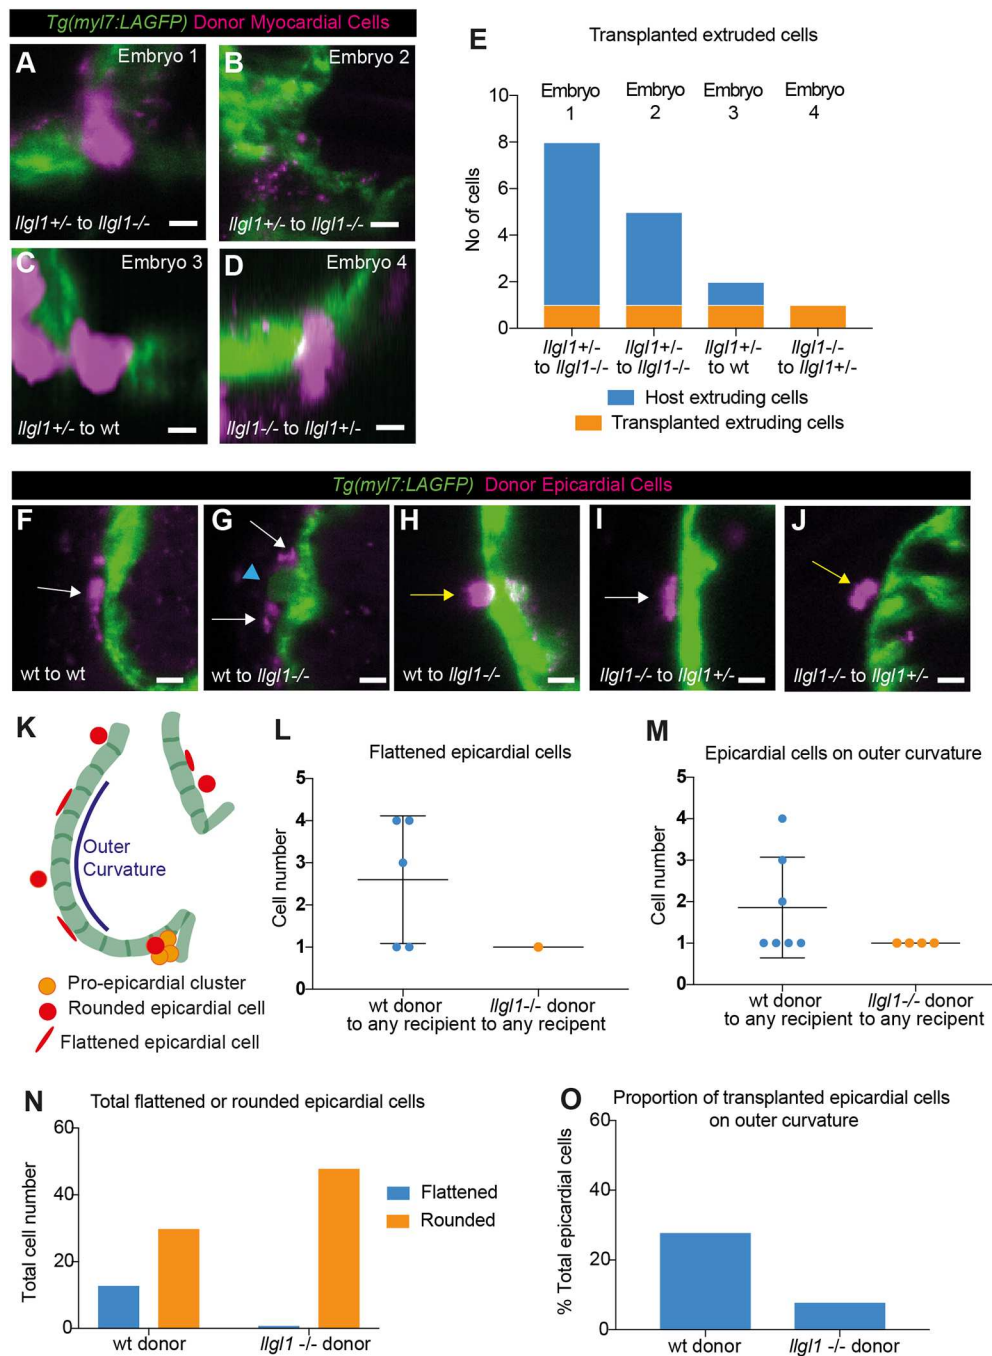 Tg(myl7:LAGFP) Donor Myocardial Cells
A
Embryo 1
llgl1+/- to llgl1-/-
B
Embryo 2
llgl1+/- to llgl1-/-
C
Embryo 3
llgl1+/- to wt
D
Embryo 4
llgl1-/- to llgl1+/-
E
Transplanted extruded cells
No of cells
10
8
6
4
2
0
Embryo
1
Embryo
2
Embryo
3
Embryo
4
llgl1+/-
to llgl1-/-
llgl1+/-
to llgl1-/-
llgl1+/-
to wt
llgl1-/-
to llgl1+/-
Host extruding cells
Transplanted extruding cells
Tg(myl7:LAGFP) Donor Epicardial Cells
F
wt to wt
G
wt to llgl1-/-
H
wt to llgl1-/-
I
llgl1-/- to llgl1+/-
J
llgl1-/- to llgl1+/-
K
Outer
Curvature
Pro-epicardial cluster
Rounded epicardial cell
Flattened epicardial cell
L
Flattened epicardial cells
Cell number
5
4
3
2
1
0
wt donor
to any recipient
llgl1-/- donor
to any recipent
M
Epicardial cells on outer curvature
Cell number
5
4
3
2
1
0
wt donor
to any recipient
llgl1-/- donor
to any recipent
N
Total flattened or rounded epicardial cells
Total cell number
60
40
20
0
wt donor
llgl1 -/- donor
Flattened
Rounded
O
Proportion of transplanted epicardial cells
on outer curvature
% Total epicardial cells
60
40
20
0
wt donor
llgl1 -/- donor